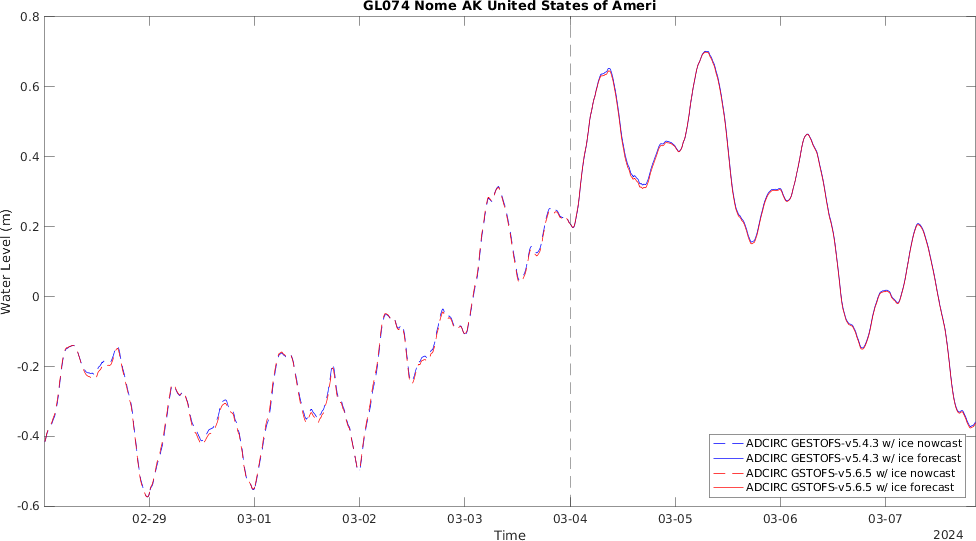 GL074 Nome AK United States of Ameri
0.8
0.6
0.4
0.2
0
-0.2
-0.4
-0.6
Water Level (m)
ADCIRC GESTOFS-v5.4.3 w/ ice nowcast
ADCIRC GESTOFS-v5.4.3 w/ ice forecast
ADCIRC GSTOFS-v5.6.5 w/ ice nowcast
ADCIRC GSTOFS-v5.6.5 w/ ice forecast
02-29 03-01 03-02 03-03 03-04 03-05 03-06 03-07
Time
2024